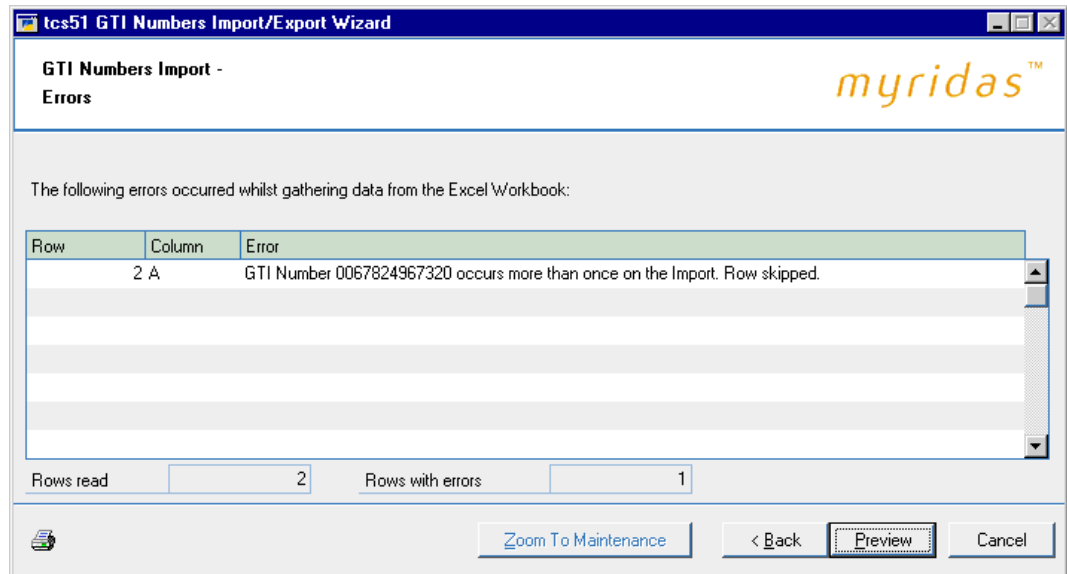 tcs51 GTI Numbers Import/Export Wizard
GTI Numbers Import -
Errors
myridas™
The following errors occurred whilst gathering data from the Excel Workbook:
Row Column Error
2 A GTI Number 0067824967320 occurs more than once on the Import. Row skipped.
Rows read 2 Rows with errors 1
Zoom To Maintenance < Back Preview Cancel